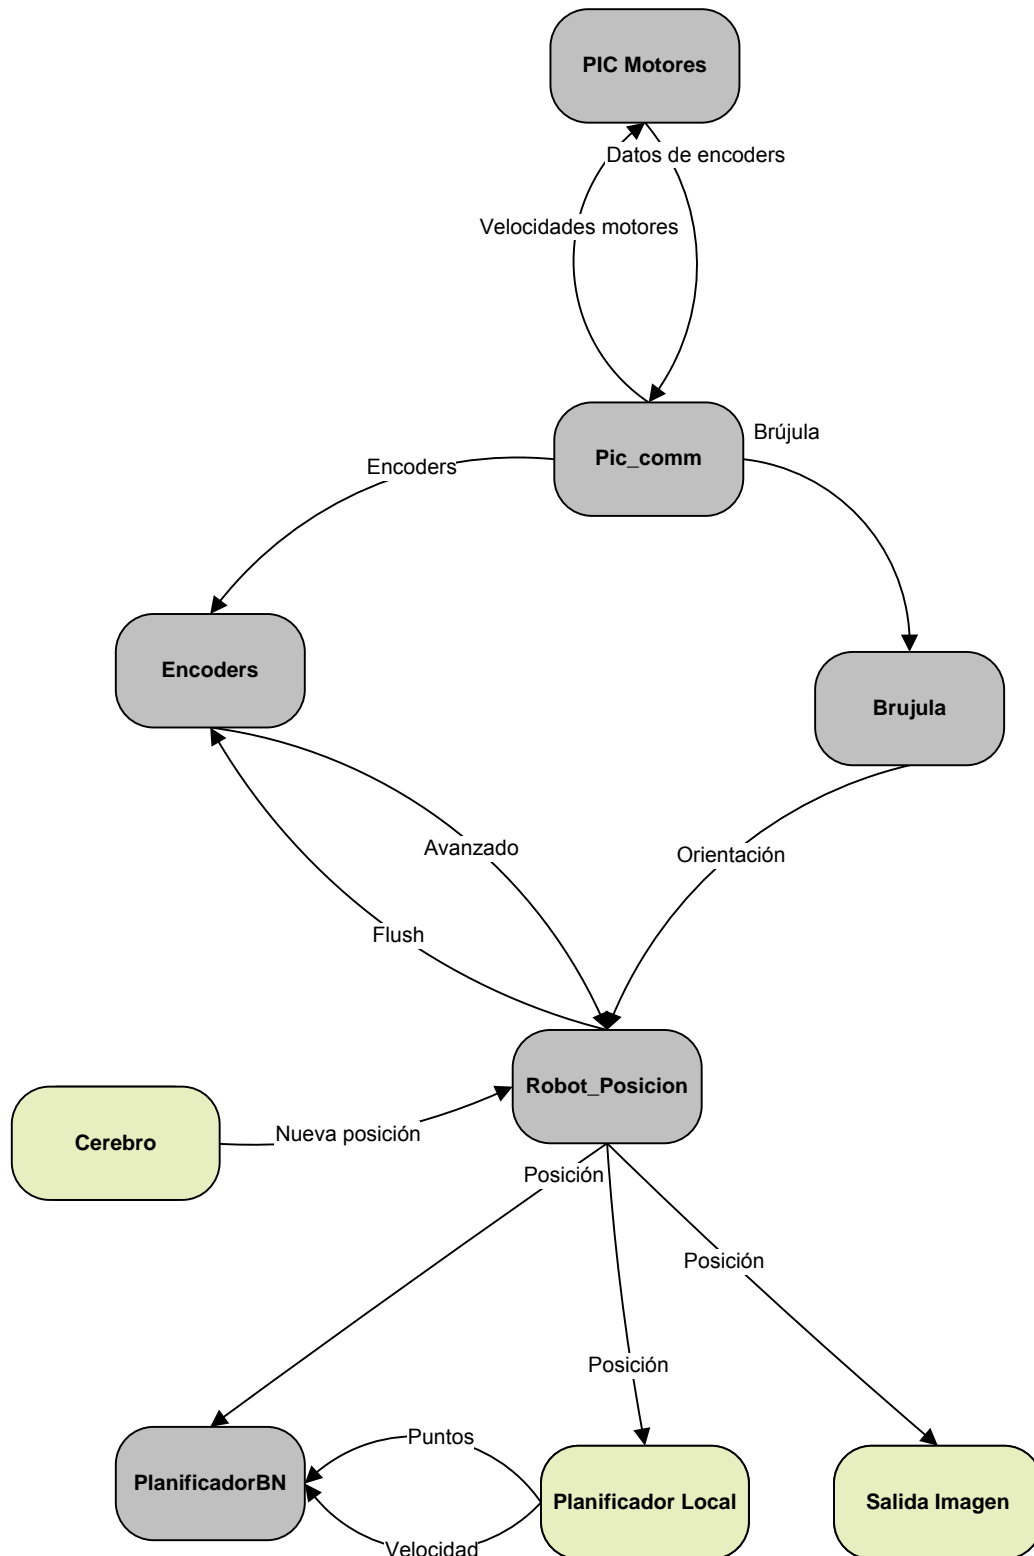 PIC Motores
Datos de encoders
Velocidades motores
Brújula
Pic_comm
Encoders
Encoders
Brujula
Avanzado
Orientación
Flush
Robot_Posicion
Nueva posición
Cerebro
Posición
Posición
Posición
Puntos
PlanificadorBN
Planificador Local
Salida Imagen
Velocidad